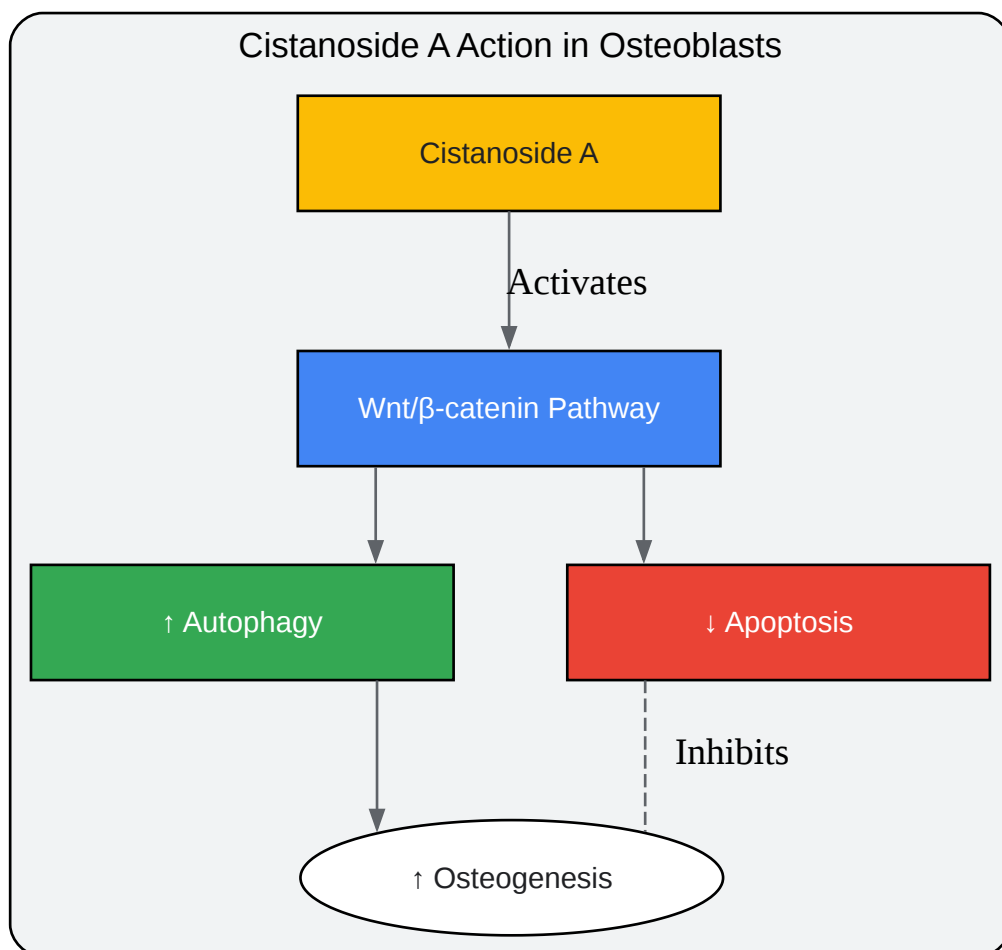 Cistanoside A Action in Osteoblasts
Cistanoside A
Activates
Wnt/β-catenin Pathway
↑ Autophagy
↓ Apoptosis
Inhibits
↑ Osteogenesis